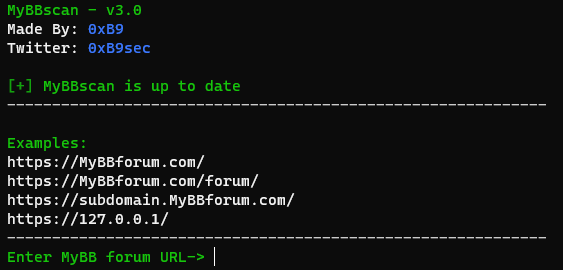 MyBBscan - v3.0
Made By: 0xB9
Twitter: 0xB9sec
[+] MyBBscan is up to date
------------------------------------------------------------
Examples:
https://MyBBforum.com/
https://MyBBforum.com/forum/
https://subdomain.MyBBforum.com/
https://127.0.0.1/
------------------------------------------------------------
Enter MyBB forum URL->